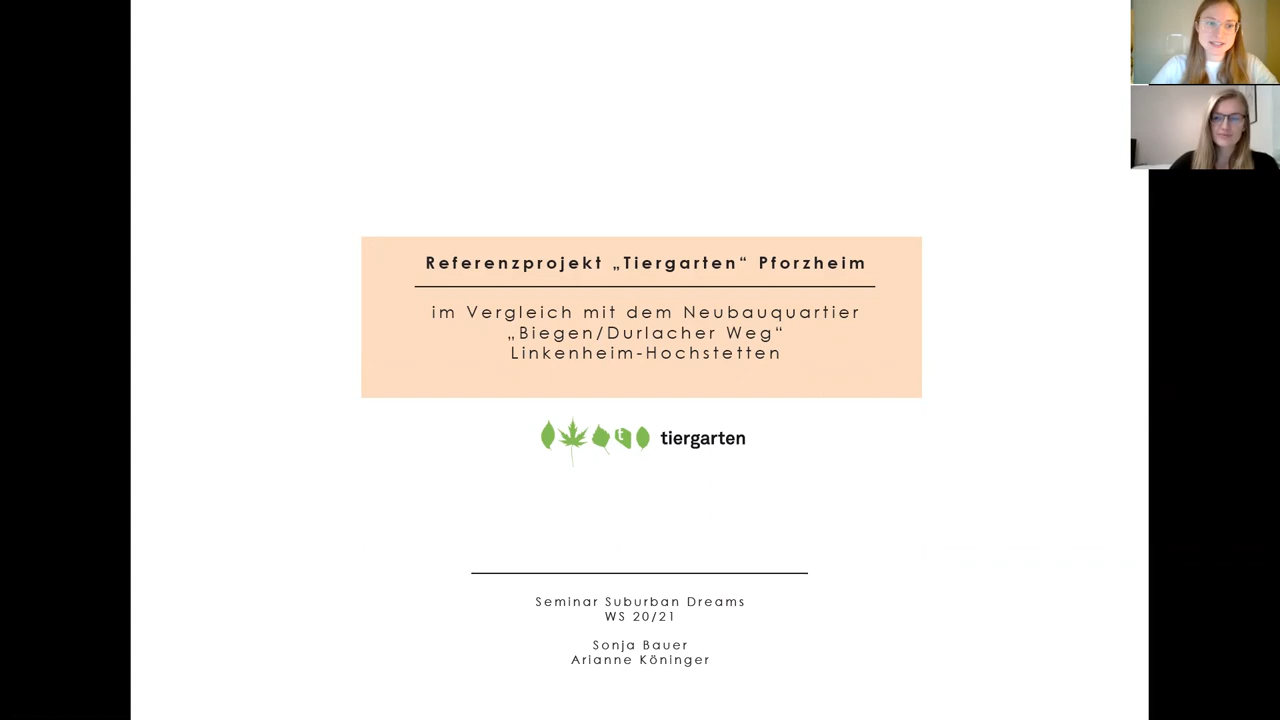 Referenzprojekt „Tiergarten“ Pforzheim
im Vergleich mit dem Neubauquartier
„Biegen/Durlacher Weg“
Linkenheim-Hochstetten
t tiergarten
Seminar Suburban Dreams
WS 20/21
Sonja Bauer
Arianne Köninger